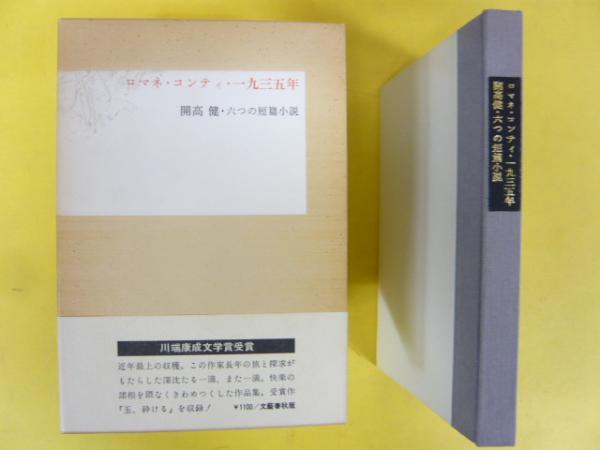 ロマネ・コンティ・一九三五年
開高 健・六つの短篇小説
川端康成文学賞受賞
近年最上の収穫。この作家長年の旅と探求が
もたらした深沈たる一滴、また一滴。快楽の
諸相を隈なくきわめつくした作品集。受賞作
『玉、砕ける』を収録! ¥1100/文藝春秋版
ロマネ・コンティ・一九三五年
開高健・六つの短篇小説